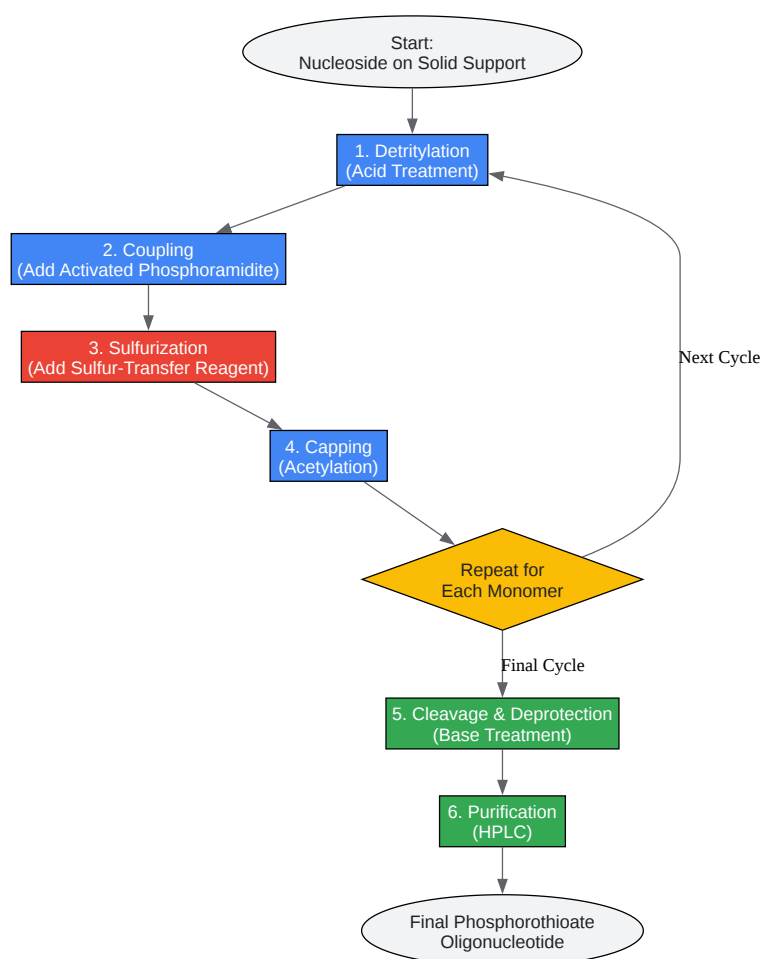 Start:
Nucleoside on Solid Support
1. Detritylation
(Acid Treatment)
2. Coupling
(Add Activated Phosphoramidite)
3. Sulfurization
(Add Sulfur-Transfer Reagent)
Next Cycle
4. Capping
(Acetylation)
Repeat for
Each Monomer
Final Cycle
5. Cleavage & Deprotection
(Base Treatment)
6. Purification
(HPLC)
Final Phosphorothioate
Oligonucleotide